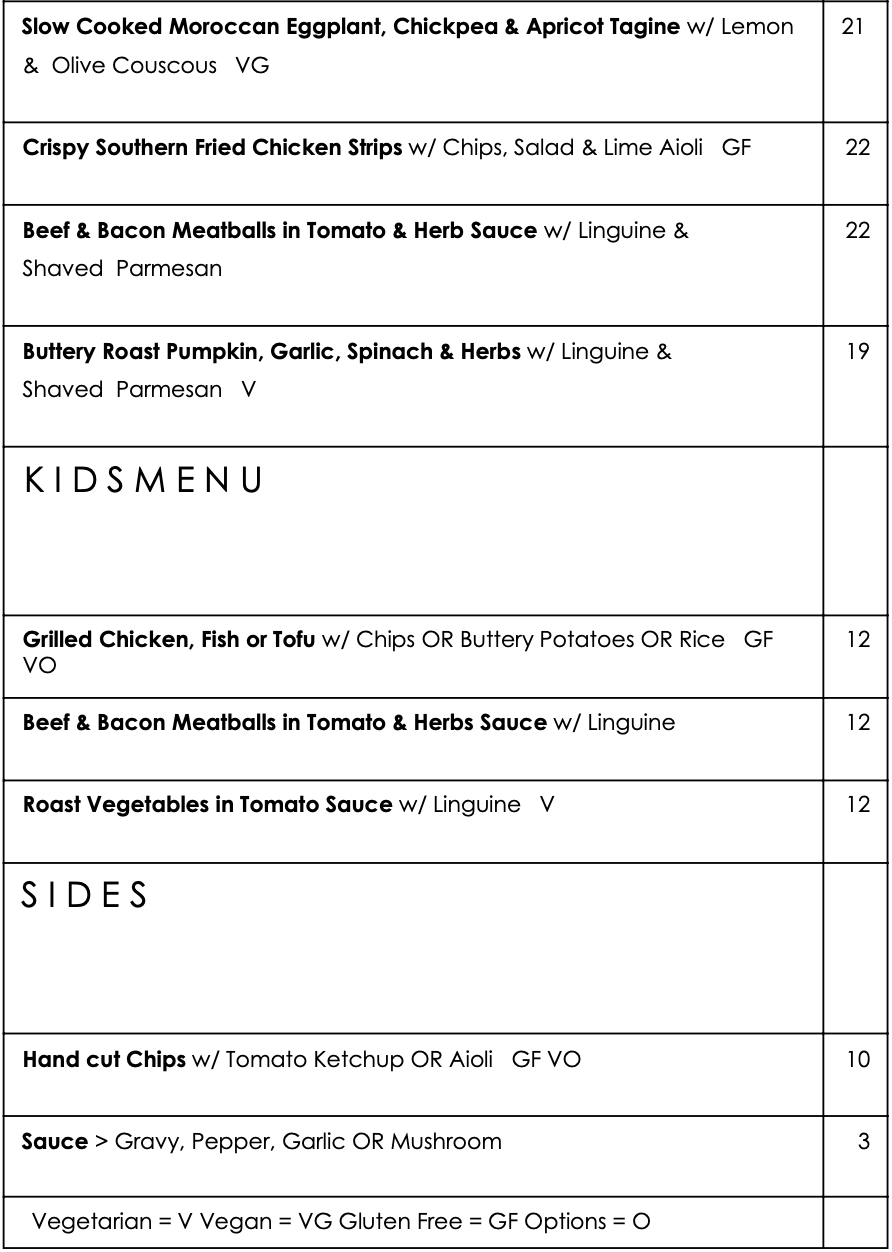 Slow Cooked Moroccan Eggplant, Chickpea & Apricot Tagine w/ Lemon 21
& Olive Couscous VG
Crispy Southern Fried Chicken Strips w/ Chips, Salad & Lime Aioli GF 22
Beef & Bacon Meatballs in Tomato & Herb Sauce w/ Linguine & 22
Shaved Parmesan
Buttery Roast Pumpkin, Garlic, Spinach & Herbs w/ Linguine & 19
Shaved Parmesan V
K I D S M E N U
Grilled Chicken, Fish or Tofu w/ Chips OR Buttery Potatoes OR Rice GF 12
VO
Beef & Bacon Meatballs in Tomato & Herbs Sauce w/ Linguine 12
Roast Vegetables in Tomato Sauce w/ Linguine V 12
S I D E S
Hand cut Chips w/ Tomato Ketchup OR Aioli GF VO 10
Sauce > Gravy, Pepper, Garlic OR Mushroom 3
Vegetarian = V Vegan = VG Gluten Free = GF Options = O